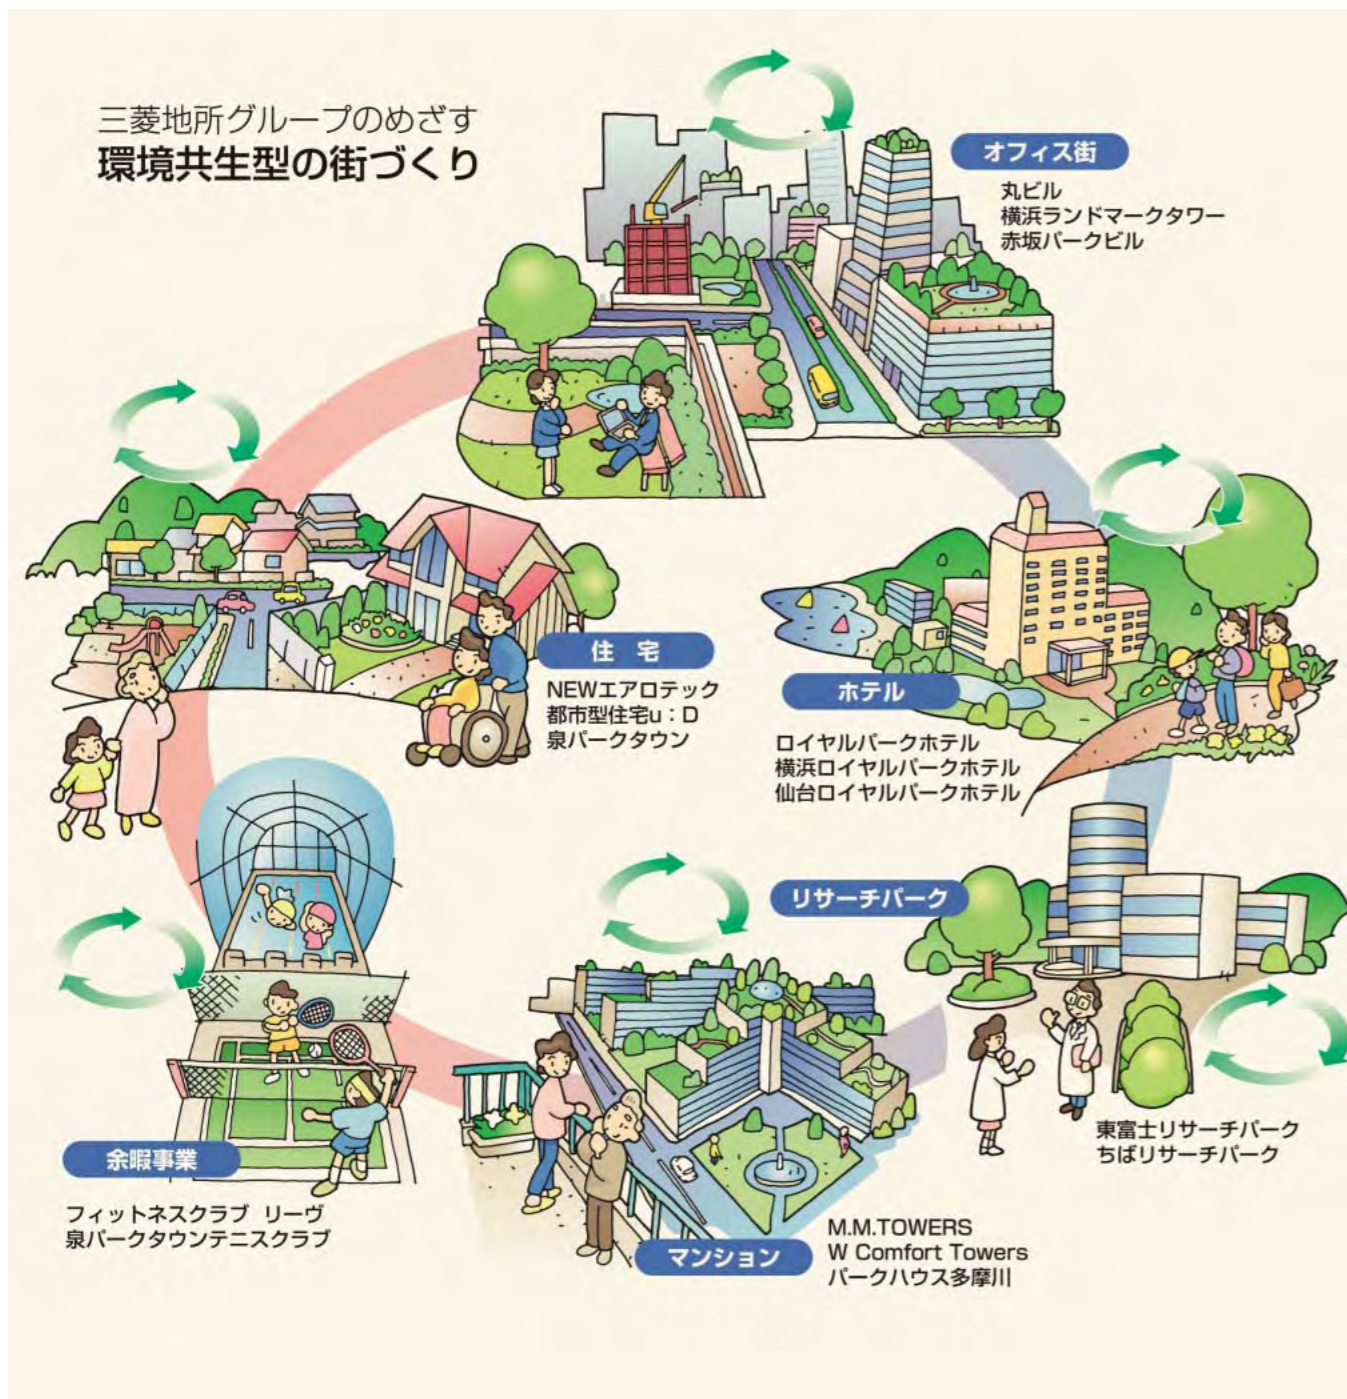 三菱地所グループのめざす
環境共生型の街づくり
オフィス街
丸ビル
横浜ランドマークタワー
赤坂パークビル
住 宅
NEWエアロテック
都市型住宅u：D
泉パークタウン
ホテル
ロイヤルパークホテル
横浜ロイヤルパークホテル
仙台ロイヤルパークホテル
リサーチパーク
東富士リサーチパーク
ちばリサーチパーク
余暇事業
フィットネスクラブ リーヴ
泉パークタウンテニスクラブ
マンション
M.M.TOWERS
W Comfort Towers
パークハウス多摩川